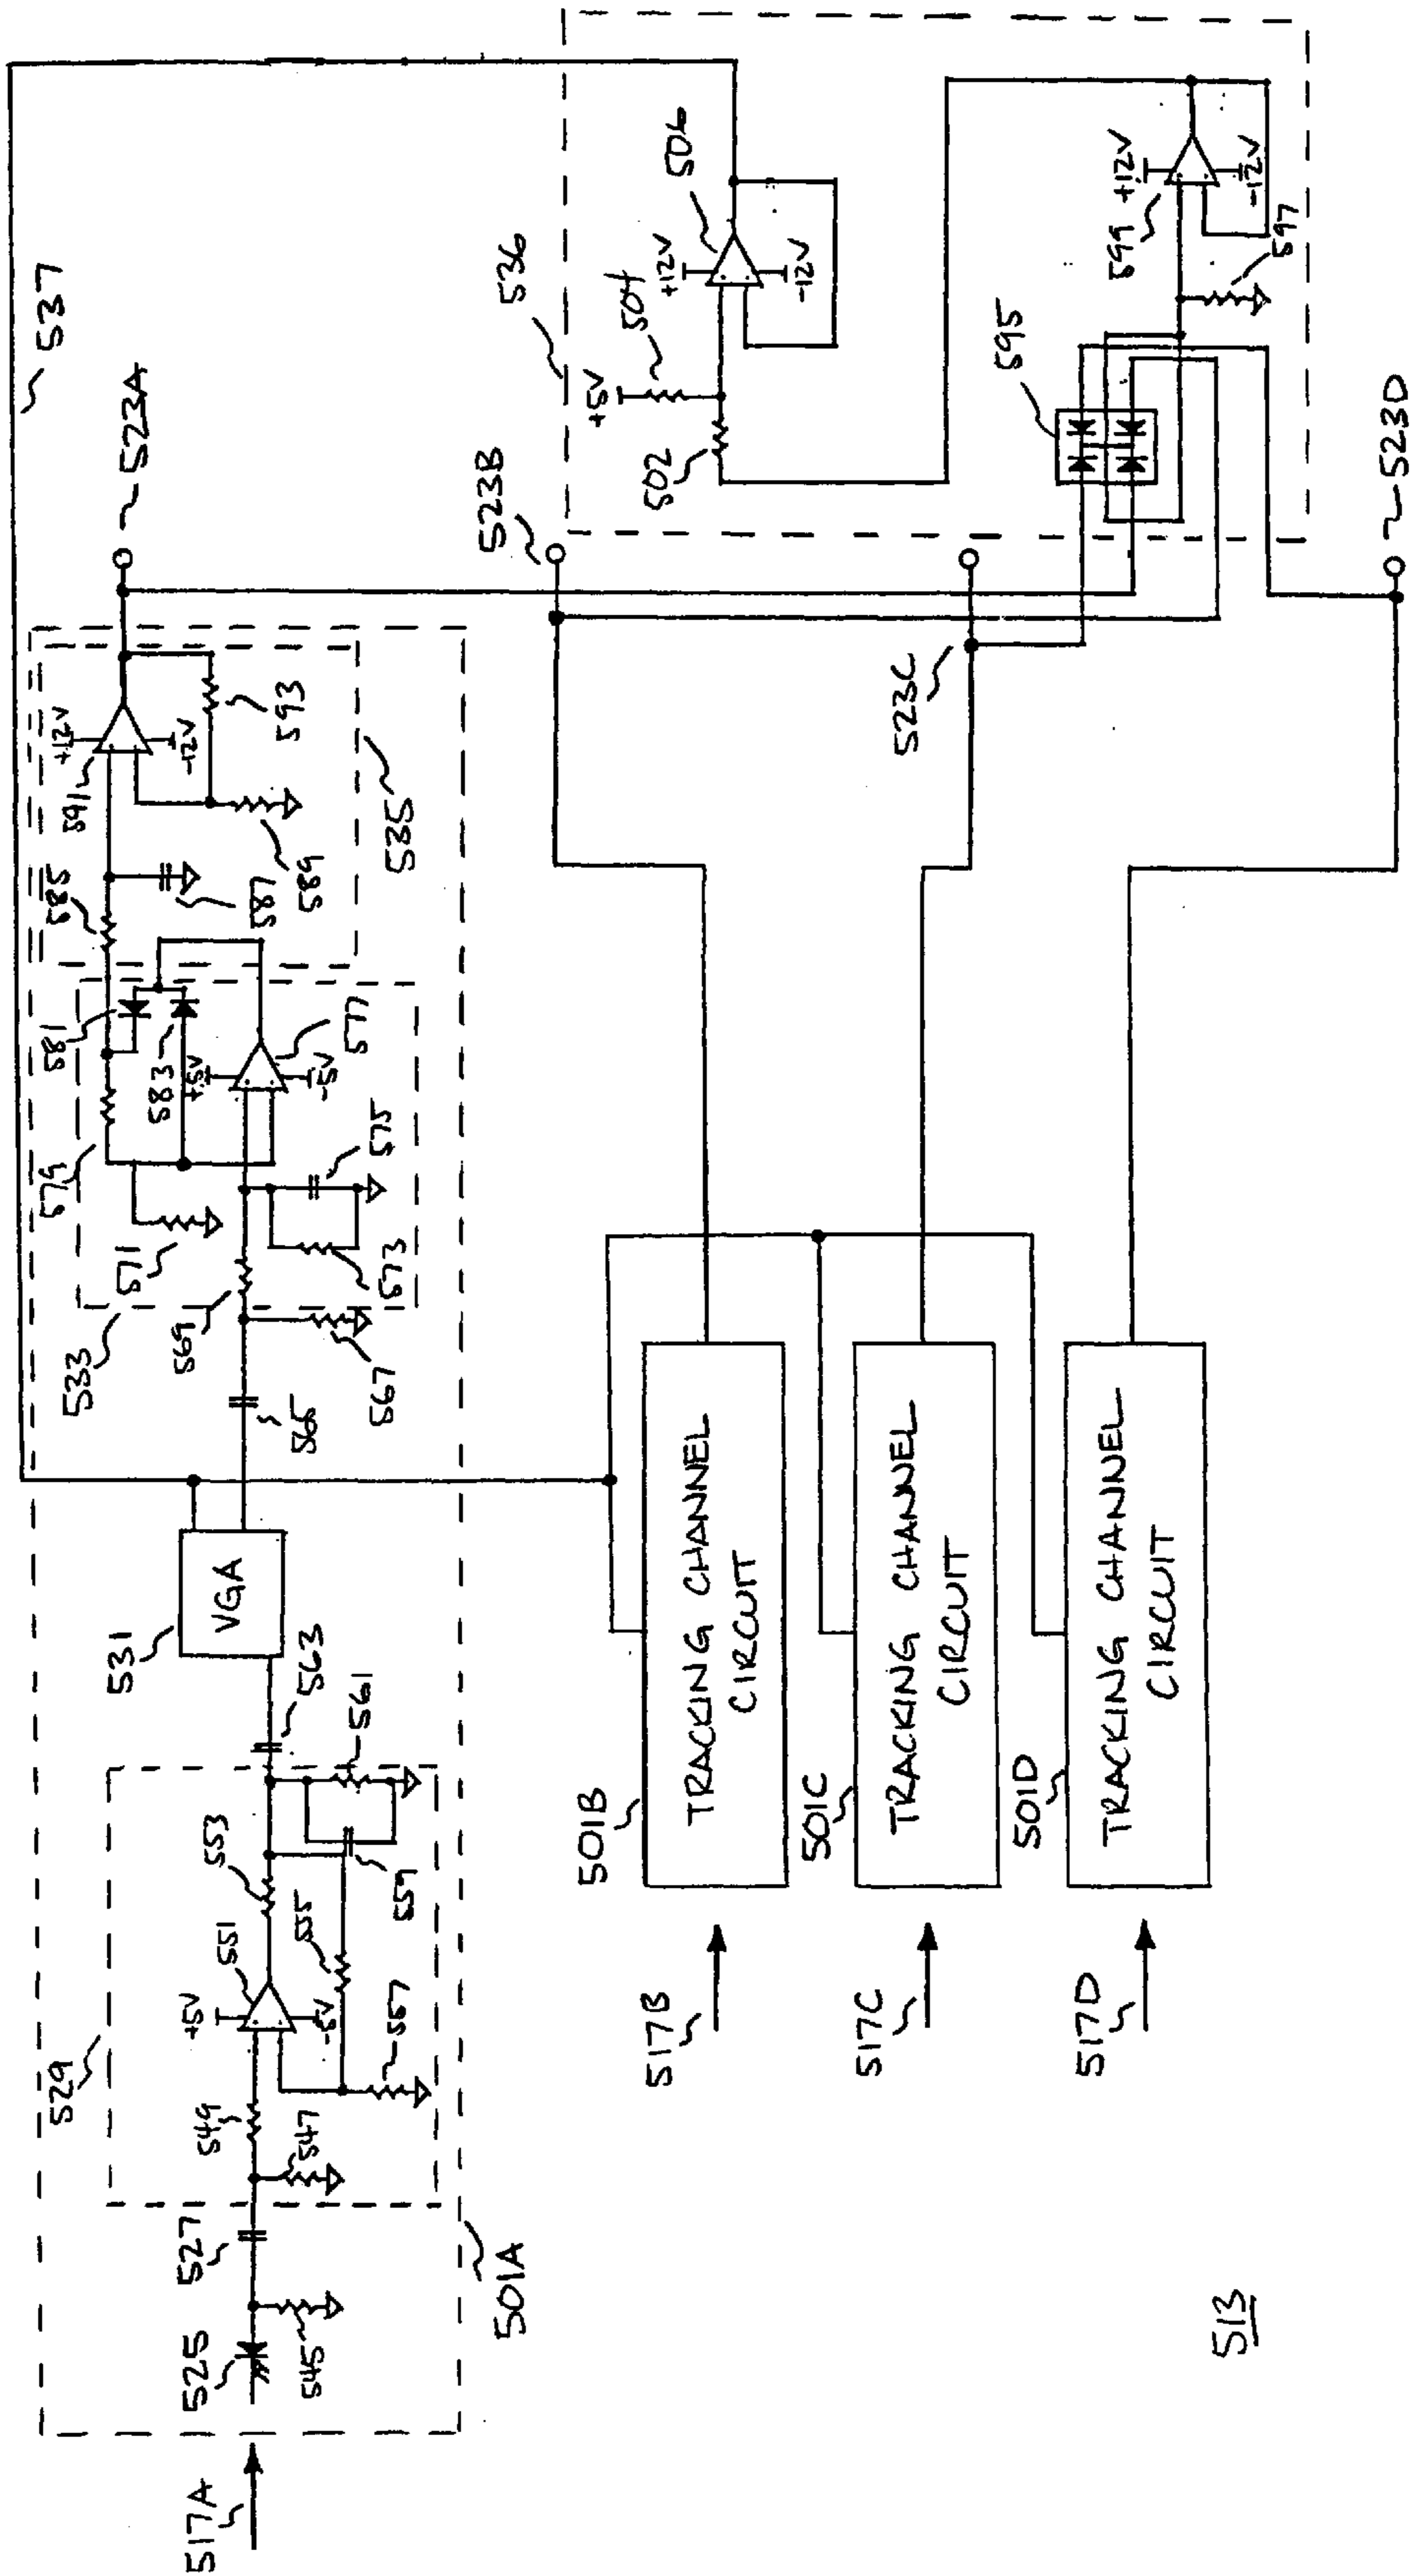 517A
525
545
527
501A
529
549
547
+5V
551
-5V
553
555
557
559
561
563
531
VGA
565
567
533
569
571
573
575
579
581
583
+5V
-5V
577
585
587
589
591
+12V
-12V
593
535
537
523A
523B
523C
523D
536
502
504
+5V
+12V
506
-12V
595
599
+12V
-12V
597
517B
501B
TRACKING CHANNEL
CIRCUIT
517C
501C
TRACKING CHANNEL
CIRCUIT
517D
501D
TRACKING CHANNEL
CIRCUIT
513